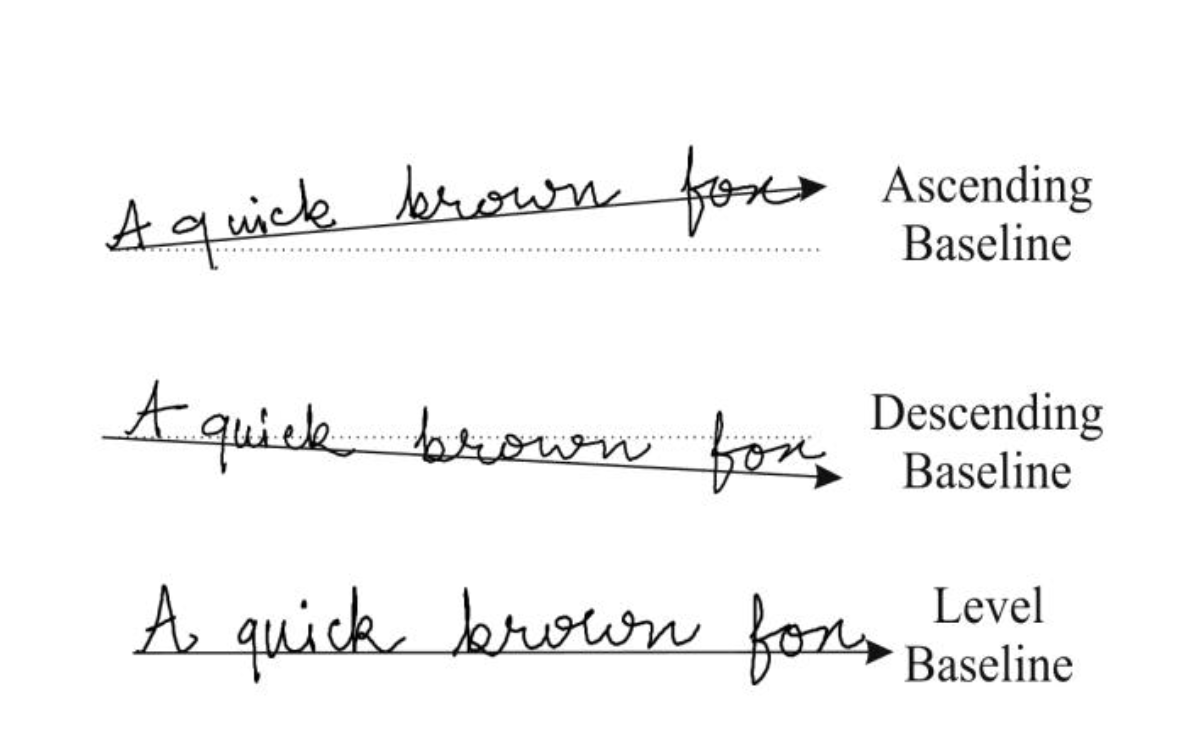 A quick brown fox
Ascending
Baseline
A quick brown fox
Descending
Baseline
A quick brown fox
Level
Baseline